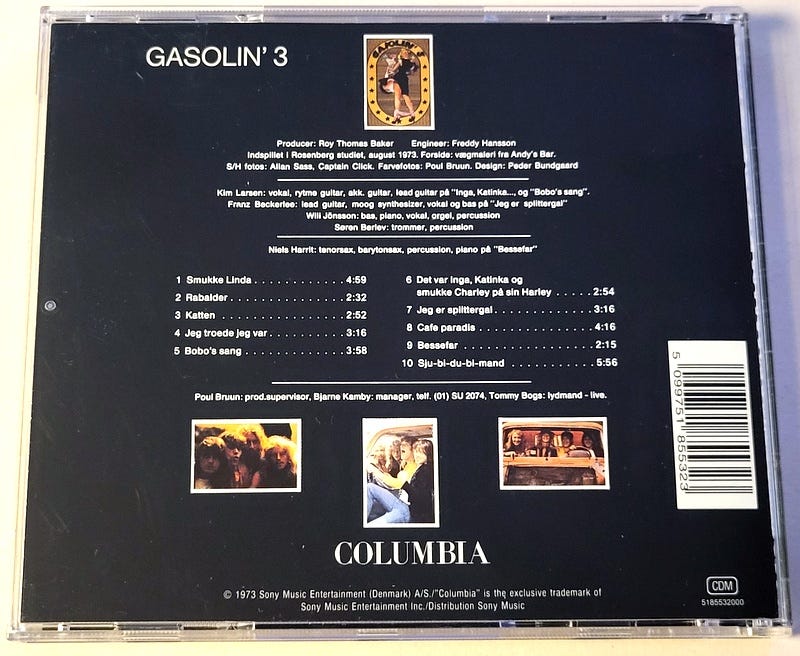 GASOLIN' 3
GASOLIN' 3
Producer: Roy Thomas Baker Engineer: Freddy Hansson
Indspillet i Rosenberg studiet, august 1973. Forside: vægmaleri fra Andy's Bar.
S/H fotos: Allan Sass, Captain Click. Farvefotos: Poul Bruun. Design: Peder Bundgaard
Kim Larsen: vokal, rytme guitar, akk. guitar, lead guitar på "Inga, Katinka..., og "Bobo's sang".
Franz Beckerlee: lead guitar, moog synthesizer, vokal og bas på "Jeg er splittergal"
Wili Jönsson: bas, piano, vokal, orgel, percussion
Søren Berlev: trommer, percussion
Niels Harrit: tenorsax, barytonsax, percussion, piano på "Bessefar"
1 Smukke Linda . . . . . . . . . . . . . 4:59
2 Rabalder . . . . . . . . . . . . . . . . 2:32
3 Katten . . . . . . . . . . . . . . . . . . 2:52
4 Jeg troede jeg var . . . . . . . . . . . 3:16
5 Bobo's sang . . . . . . . . . . . . . . 3:58
6 Det var Inga, Katinka og
smukke Charley på sin Harley . . . . . 2:54
7 Jeg er splittergal . . . . . . . . . . . . . 3:16
8 Cafe paradis . . . . . . . . . . . . . . . . 4:16
9 Bessefar . . . . . . . . . . . . . . . . . . 2:15
10 Sju-bi-du-bi-mand . . . . . . . . . . . . 5:56
Poul Bruun: prod.supervisor, Bjarne Kamby: manager, telf. (01) SU 2074, Tommy Bogs: lydmand - live.
5 099751 855323
COLUMBIA
© 1973 Sony Music Entertainment (Denmark) A/S./"Columbia" is the exclusive trademark of
Sony Music Entertainment Inc./Distribution Sony Music
CDM
5185532000